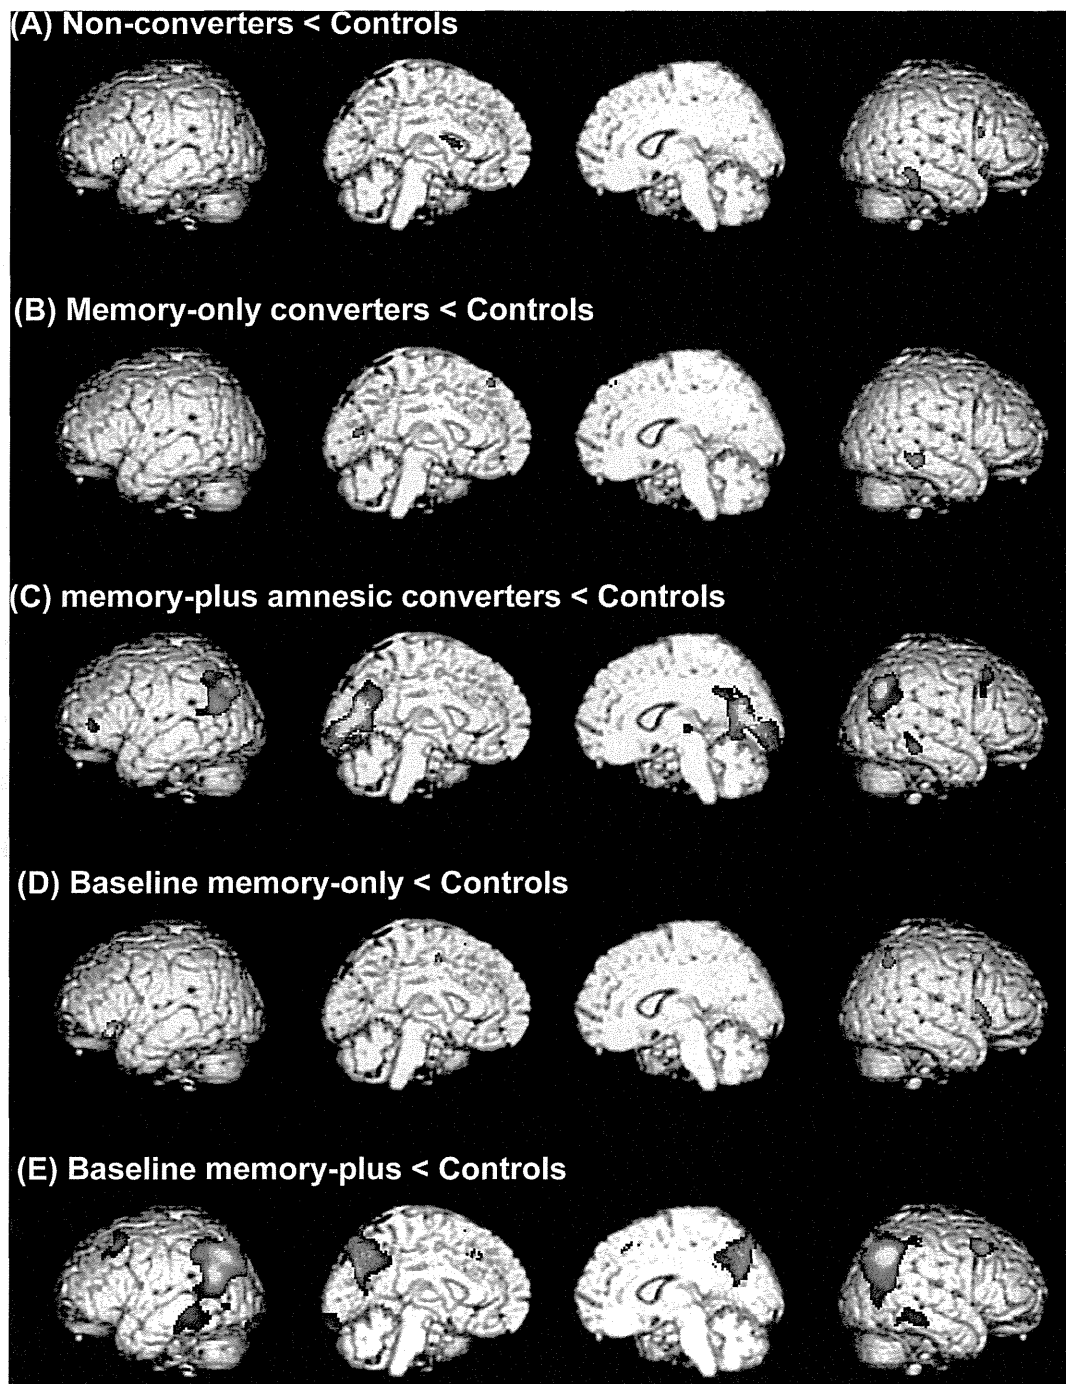 (A) Non-converters < Controls
(B) Memory-only converters < Controls
(C) memory-plus amnesic converters < Controls
(D) Baseline memory-only < Controls
(E) Baseline memory-plus < Controls